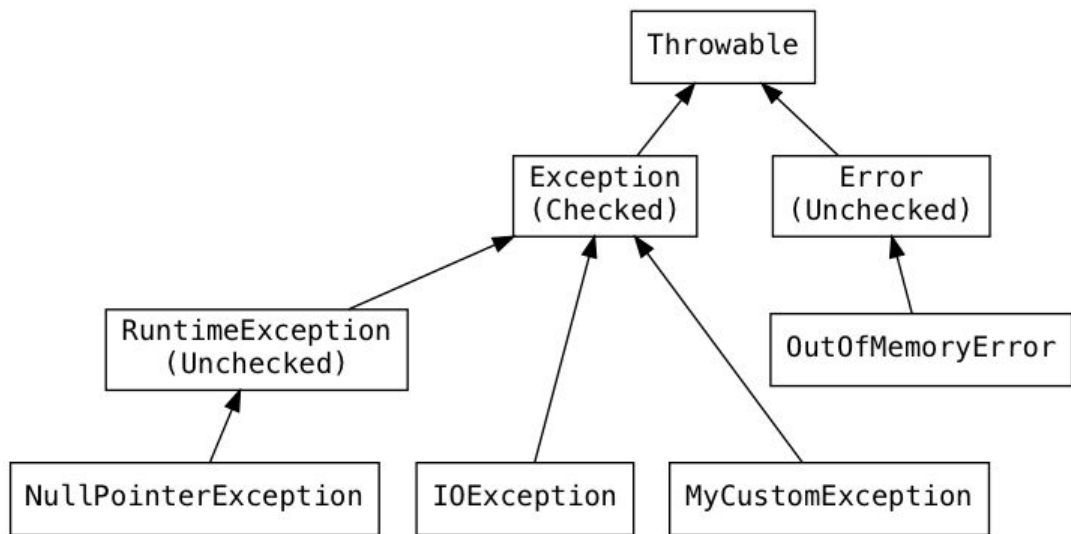 Throwable
Exception
(Checked)
Error
(Unchecked)
RuntimeException
(Unchecked)
OutOfMemoryError
NullPointerException
IOException
MyCustomException